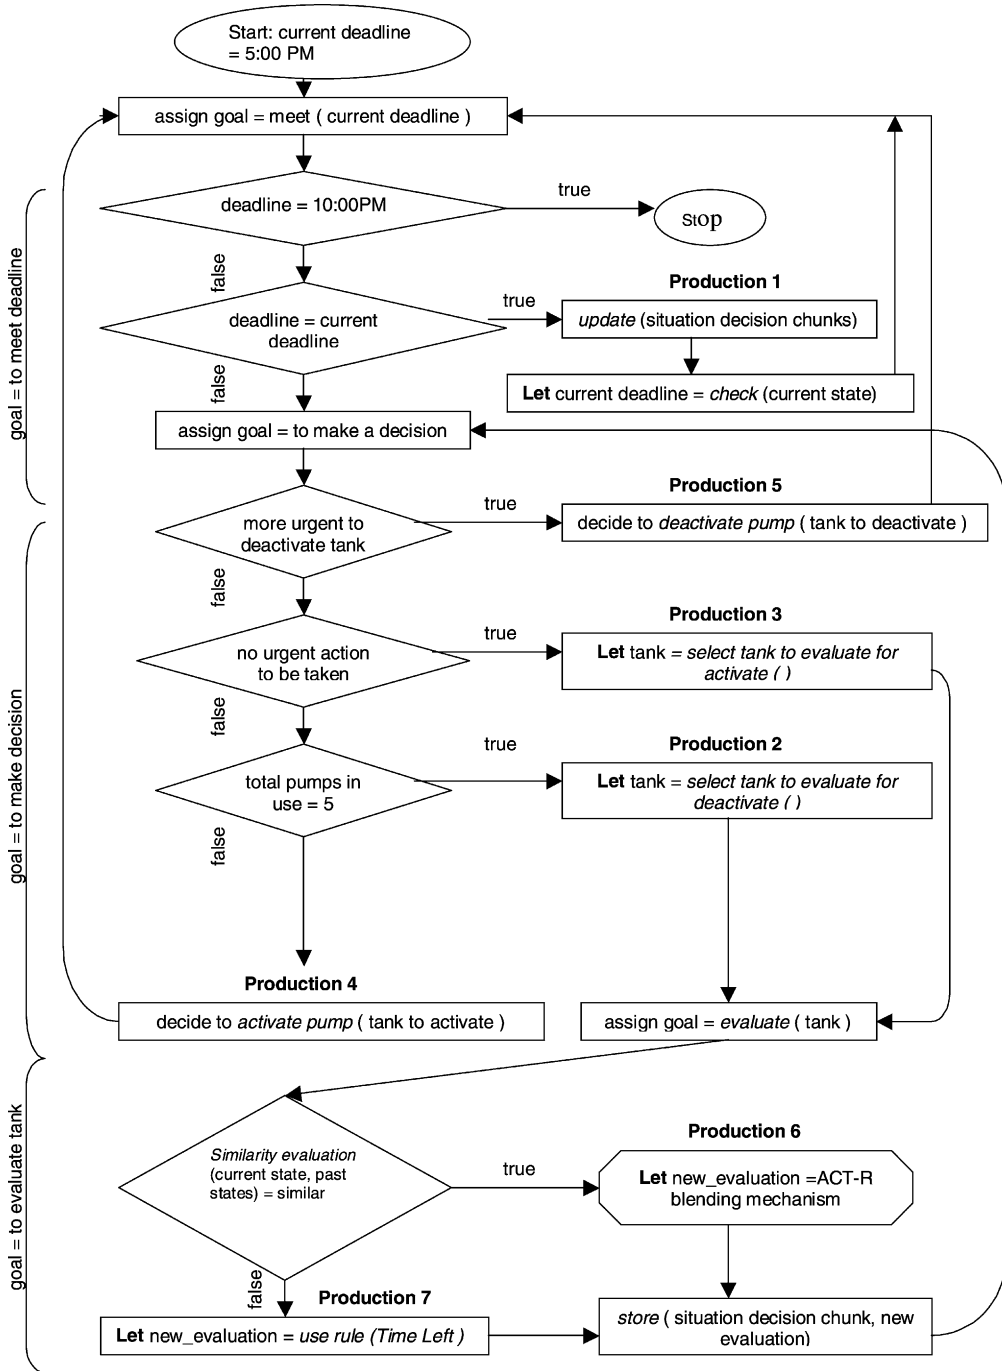 Start: current deadline
= 5:00 PM
assign goal = meet ( current deadline )
deadline = 10:00PM
true
stop
false
goal = to meet deadline
Production 1
deadline = current
deadline
true
update (situation decision chunks)
Let current deadline = check (current state)
false
assign goal = to make a decision
Production 5
more urgent to
deactivate tank
true
decide to deactivate pump ( tank to deactivate )
false
Production 3
no urgent action
to be taken
true
Let tank = select tank to evaluate for
activate ( )
false
goal = to make decision
Production 2
total pumps in
use = 5
true
Let tank = select tank to evaluate for
deactivate ( )
false
Production 4
decide to activate pump ( tank to activate )
assign goal = evaluate ( tank )
goal = to evaluate tank
Similarity evaluation
(current state, past
states) = similar
true
Production 6
Let new_evaluation =ACT-R
blending mechanism
false
Production 7
Let new_evaluation = use rule (Time Left )
store ( situation decision chunk, new
evaluation)